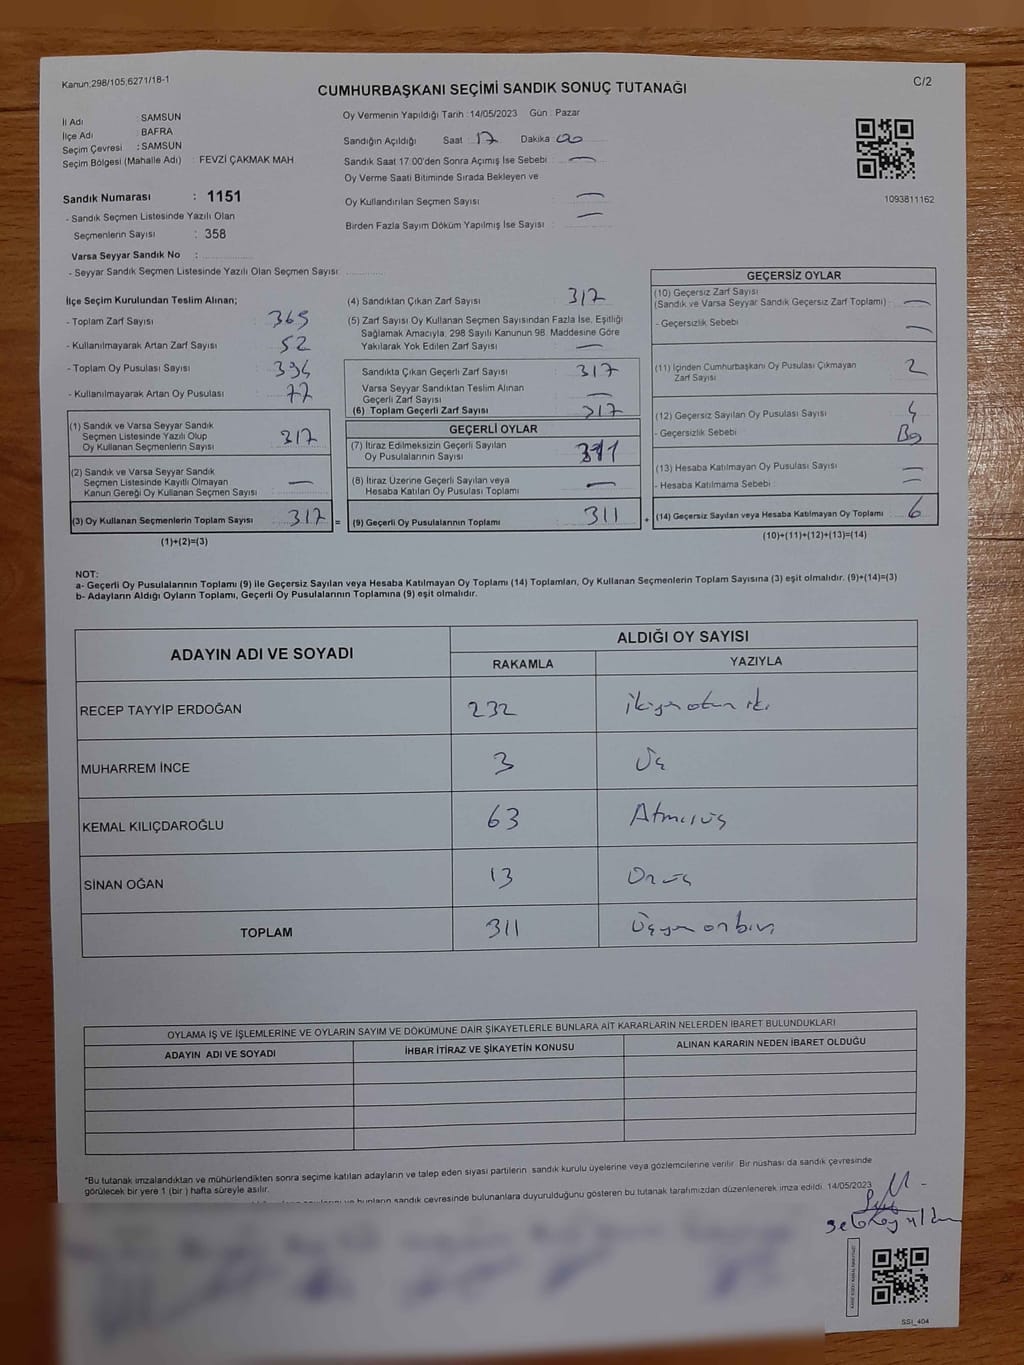 Kanun;298/105,6271/18-1
C/2
CUMHURBAŞKANI SEÇİMİ SANDIK SONUÇ TUTANAĞI
İl Adı : SAMSUN
İlçe Adı : BAFRA
Seçim Çevresi : SAMSUN
Seçim Bölgesi (Mahalle Adı) : FEVZİ ÇAKMAK MAH
Oy Vermenin Yapıldığı Tarih :14/05/2023 Gün : Pazar
Sandığın Açıldığı Saat : 17 Dakika : 00
Sandık Saat 17.00'den Sonra Açımış İse Sebebi : —
Oy Verme Saati Bitiminde Sırada Bekleyen ve
Oy Kullandırılan Seçmen Sayısı : —
Birden Fazla Sayım Döküm Yapılmış İse Sayısı : —
1093811162
Sandık Numarası : 1151
- Sandık Seçmen Listesinde Yazılı Olan
Seçmenlerin Sayısı : 358
Varsa Seyyar Sandık No :
- Seyyar Sandık Seçmen Listesinde Yazılı Olan Seçmen Sayısı :
İlçe Seçim Kurulundan Teslim Alınan;
- Toplam Zarf Sayısı : 369
- Kullanılmayarak Artan Zarf Sayısı : 52
- Toplam Oy Pusulası Sayısı : 394
- Kullanılmayarak Artan Oy Pusulası : 77
(1) Sandık ve Varsa Seyyar Sandık
Seçmen Listesinde Yazılı Olup
Oy Kullanan Seçmenlerin Sayısı : 317
(2) Sandık ve Varsa Seyyar Sandık
Seçmen Listesinde Kayıtlı Olmayan
Kanun Gereği Oy Kullanan Seçmen Sayısı : —
(3) Oy Kullanan Seçmenlerin Toplam Sayısı : 317 =
(1)+(2)=(3)
(4) Sandıktan Çıkan Zarf Sayısı : 317
(5) Zarf Sayısı Oy Kullanan Seçmen Sayısından Fazla İse, Eşitliği
Sağlamak Amacıyla, 298 Sayılı Kanunun 98. Maddesine Göre
Yakılarak Yok Edilen Zarf Sayısı : —
Sandıkta Çıkan Geçerli Zarf Sayısı : 317
Varsa Seyyar Sandıktan Teslim Alınan
Geçerli Zarf Sayısı : —
(6) Toplam Geçerli Zarf Sayısı : 317
GEÇERLİ OYLAR
(7) İtiraz Edilmeksizin Geçerli Sayılan
Oy Pusulalarının Sayısı : 311
(8) İtiraz Üzerine Geçerli Sayılan veya
Hesaba Katılan Oy Pusulası Toplamı : —
(9) Geçerli Oy Pusulalarının Toplamı : 311 +
GEÇERSİZ OYLAR
(10) Geçersiz Zarf Sayısı
(Sandık ve Varsa Seyyar Sandık Geçersiz Zarf Toplamı) : —
- Geçersizlik Sebebi : —
(11) İçinden Cumhurbaşkanı Oy Pusulası Çıkmayan
Zarf Sayısı : 2
(12) Geçersiz Sayılan Oy Pusulası Sayısı : 4
- Geçersizlik Sebebi :
(13) Hesaba Katılmayan Oy Pusulası Sayısı : —
- Hesaba Katılmama Sebebi : —
(14) Geçersiz Sayılan veya Hesaba Katılmayan Oy Toplamı : 6
(10)+(11)+(12)+(13)=(14)
NOT:
a- Geçerli Oy Pusulalarının Toplamı (9) ile Geçersiz Sayılan veya Hesaba Katılmayan Oy Toplamı (14) Toplamları, Oy Kullanan Seçmenlerin Toplam Sayısına (3) eşit olmalıdır. (9)+(14)=(3)
b- Adayların Aldığı Oyların Toplamı, Geçerli Oy Pusulalarının Toplamına (9) eşit olmalıdır.
ADAYIN ADI VE SOYADI
ALDIĞI OY SAYISI
RAKAMLA YAZIYLA
RECEP TAYYİP ERDOĞAN 232 ikiyüzotuz iki
MUHARREM İNCE 3 Üç
KEMAL KILIÇDAROĞLU 63 Atmışüç
SİNAN OĞAN 13 Onüç
TOPLAM 311 Üçyüz onbir
OYLAMA İŞ VE İŞLEMLERİNE VE OYLARIN SAYIM VE DÖKÜMÜNE DAİR ŞİKAYETLERLE BUNLARA AİT KARARLARIN NELERDEN İBARET BULUNDUKLARI
ADAYIN ADI VE SOYADI İHBAR İTİRAZ VE ŞİKAYETİN KONUSU ALINAN KARARIN NEDEN İBARET OLDUĞU
*Bu tutanak imzalandıktan ve mühürlendikten sonra seçime katılan adayların ve talep eden siyasi partilerin sandık kurulu üyelerine veya gözlemcilerine verilir. Bir nüshası da sandık çevresinde
görülecek bir yere 1 (bir ) hafta süreyle asılır.
bunların sandık çevresinde bulunanlara duyurulduğunu gösteren bu tutanak tarafımızdan düzenlenerek imza edildi. 14/05/2023
SSI_404